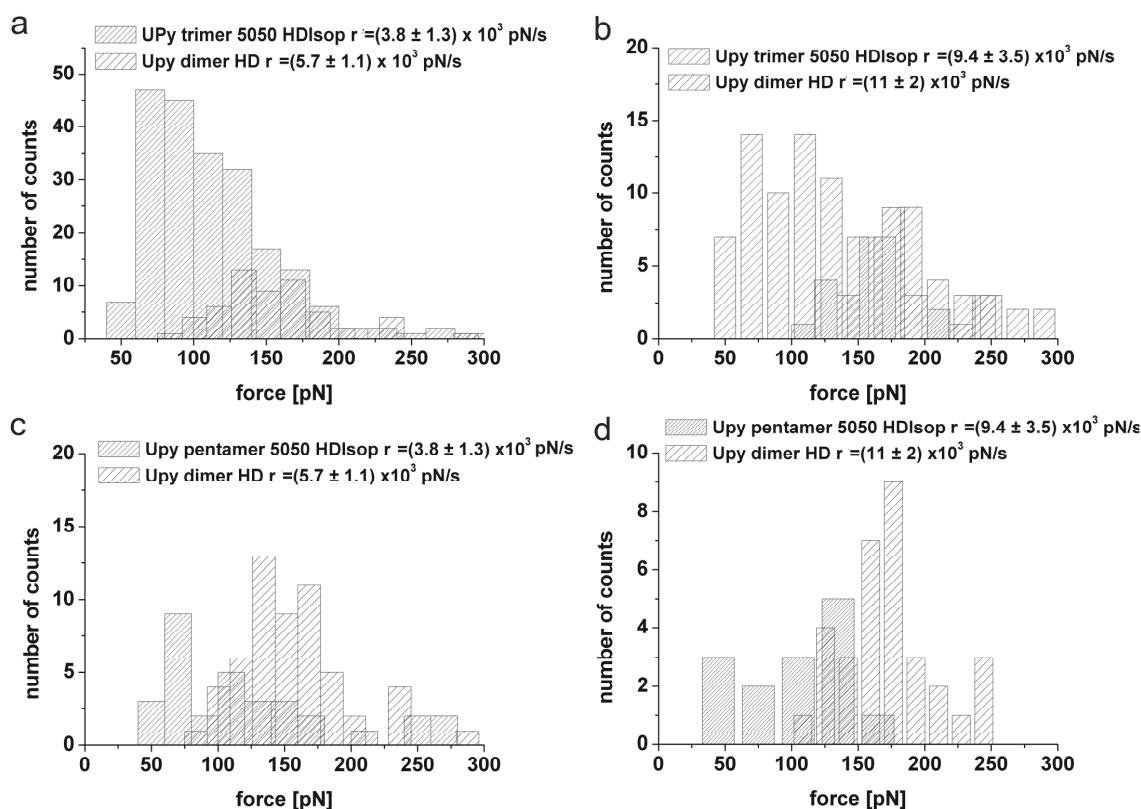 a
UPy trimer 5050 HDIsop r =(3.8 ± 1.3) x 10³ pN/s
Upy dimer HD r =(5.7 ± 1.1) x 10³ pN/s
50
40
30
20
10
0
number of counts
50
100
150
200
250
300
force [pN]
b
Upy trimer 5050 HDIsop r =(9.4 ± 3.5) x10³ pN/s
Upy dimer HD r =(11 ± 2) x10³ pN/s
20
15
10
5
0
number of counts
0
50
100
150
200
250
300
force [pN]
c
Upy pentamer 5050 HDIsop r =(3.8 ± 1.3) x10³ pN/s
Upy dimer HD r =(5.7 ± 1.1) x10³ pN/s
20
15
10
5
0
number of counts
0
50
100
150
200
250
300
force [pN]
d
Upy pentamer 5050 HDIsop r =(9.4 ± 3.5) x10³ pN/s
Upy dimer HD r =(11 ± 2) x10³ pN/s
10
8
6
4
2
0
number of counts
0
50
100
150
200
250
300
force [pN]